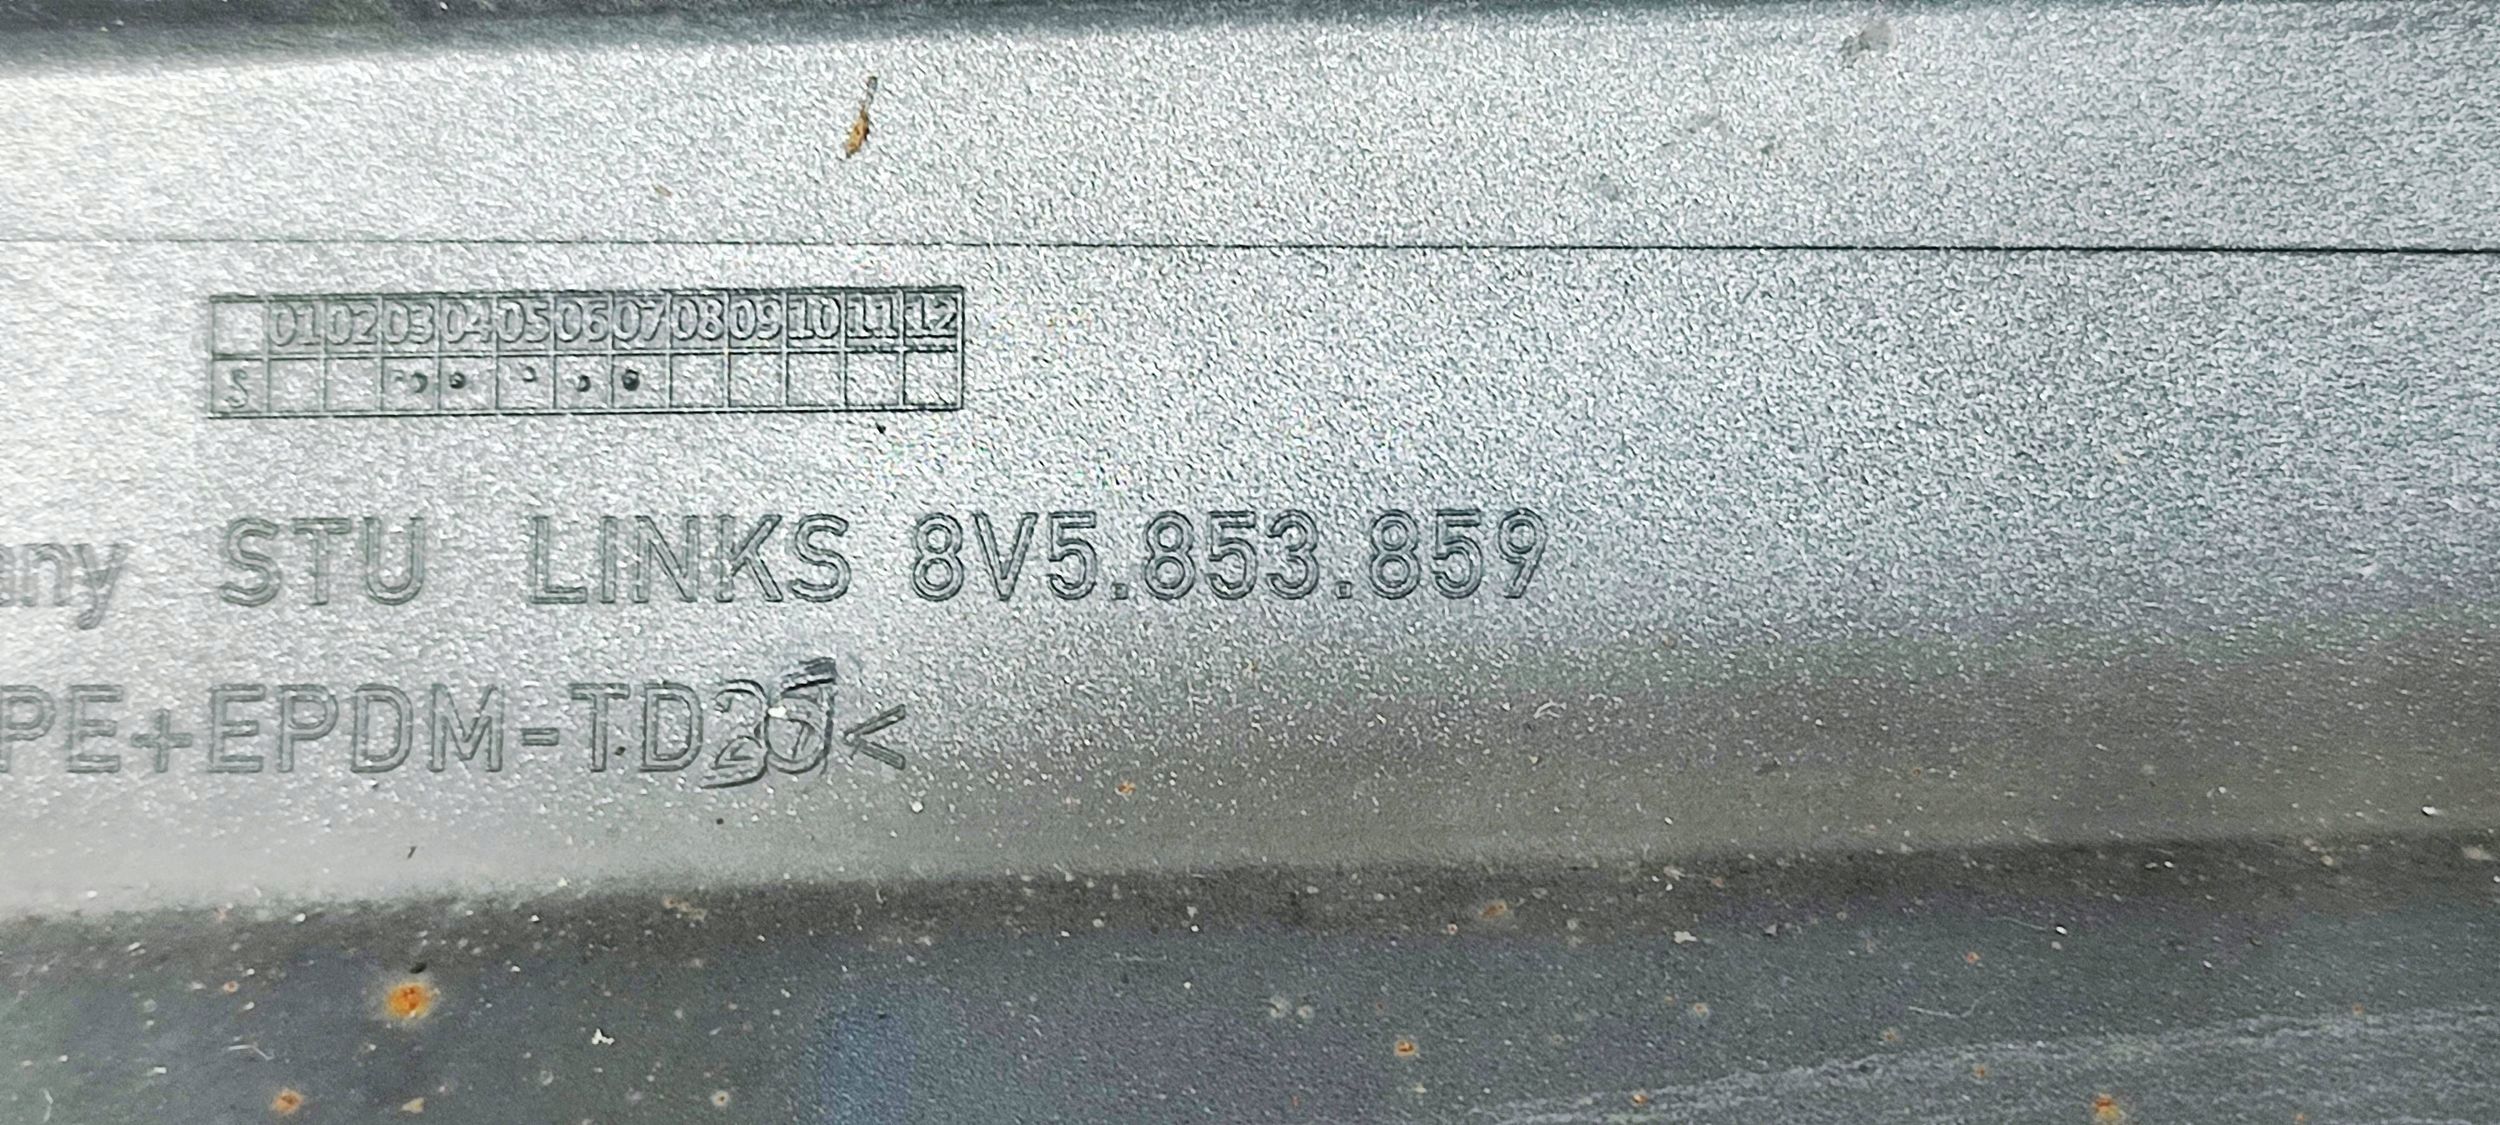 01 02 03 04 05 06 07 08 09 10 11 12
S
any STU LINKS 8V5.853.859
PE+EPDM-TD20<